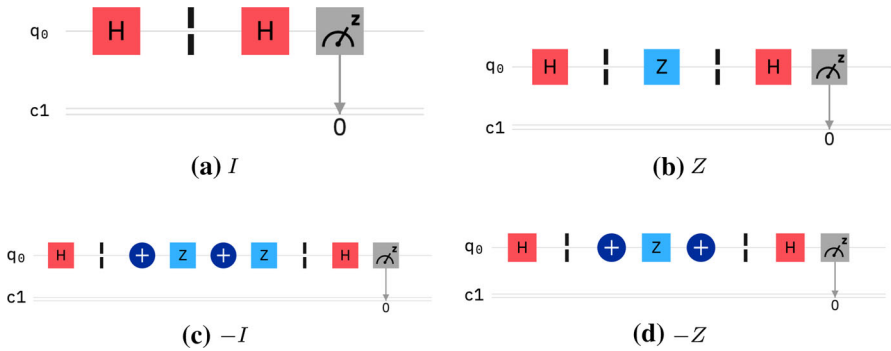 q₀ H H z
c1 0
(a) I
q₀ H Z H z
c1 0
(b) Z
q₀ H + Z + Z H z
c1 0
(c) −I
q₀ H + Z + H z
c1 0
(d) −Z